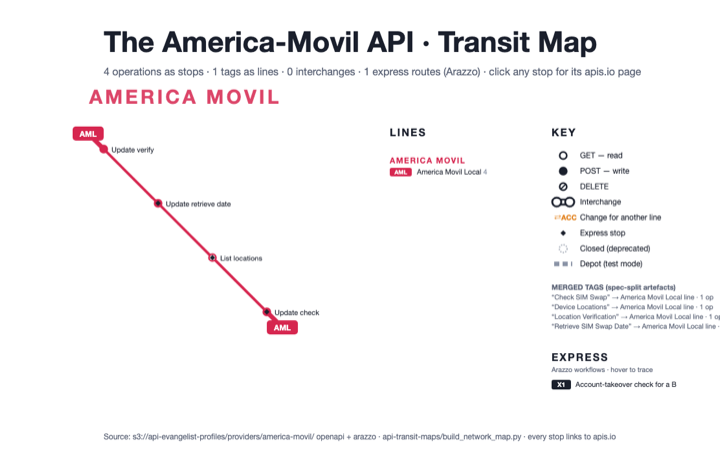 The America-Movil API · Transit Map
4 operations as stops · 1 tags as lines · 0 interchanges · 1 express routes (Arazzo) · click any stop for its apis.io page
AMERICA MOVIL
AML
Update verify
Update retrieve date
List locations
Update check
AML
LINES
AMERICA MOVIL
AML America Movil Local 4
KEY
GET — read
POST — write
DELETE
Interchange
⇄ACC Change for another line
Express stop
Closed (deprecated)
Depot (test mode)
MERGED TAGS (spec-split artefacts)
"Check SIM Swap" → America Movil Local line · 1 op
"Device Locations" → America Movil Local line · 1 op
"Location Verification" → America Movil Local line · 1 op
"Retrieve SIM Swap Date" → America Movil Local line ·
EXPRESS
Arazzo workflows · hover to trace
X1 Account-takeover check for a B
Source: s3://api-evangelist-profiles/providers/america-movil/ openapi + arazzo · api-transit-maps/build_network_map.py · every stop links to apis.io